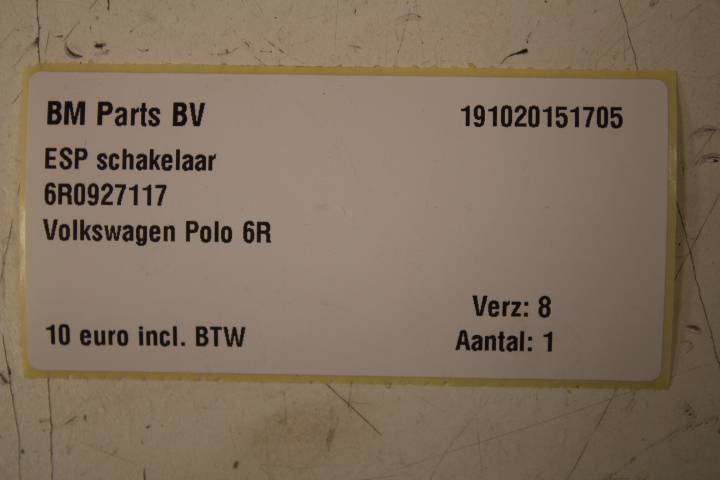 BM Parts BV 191020151705
ESP schakelaar
6R0927117
Volkswagen Polo 6R
Verz: 8
10 euro incl. BTW Aantal: 1